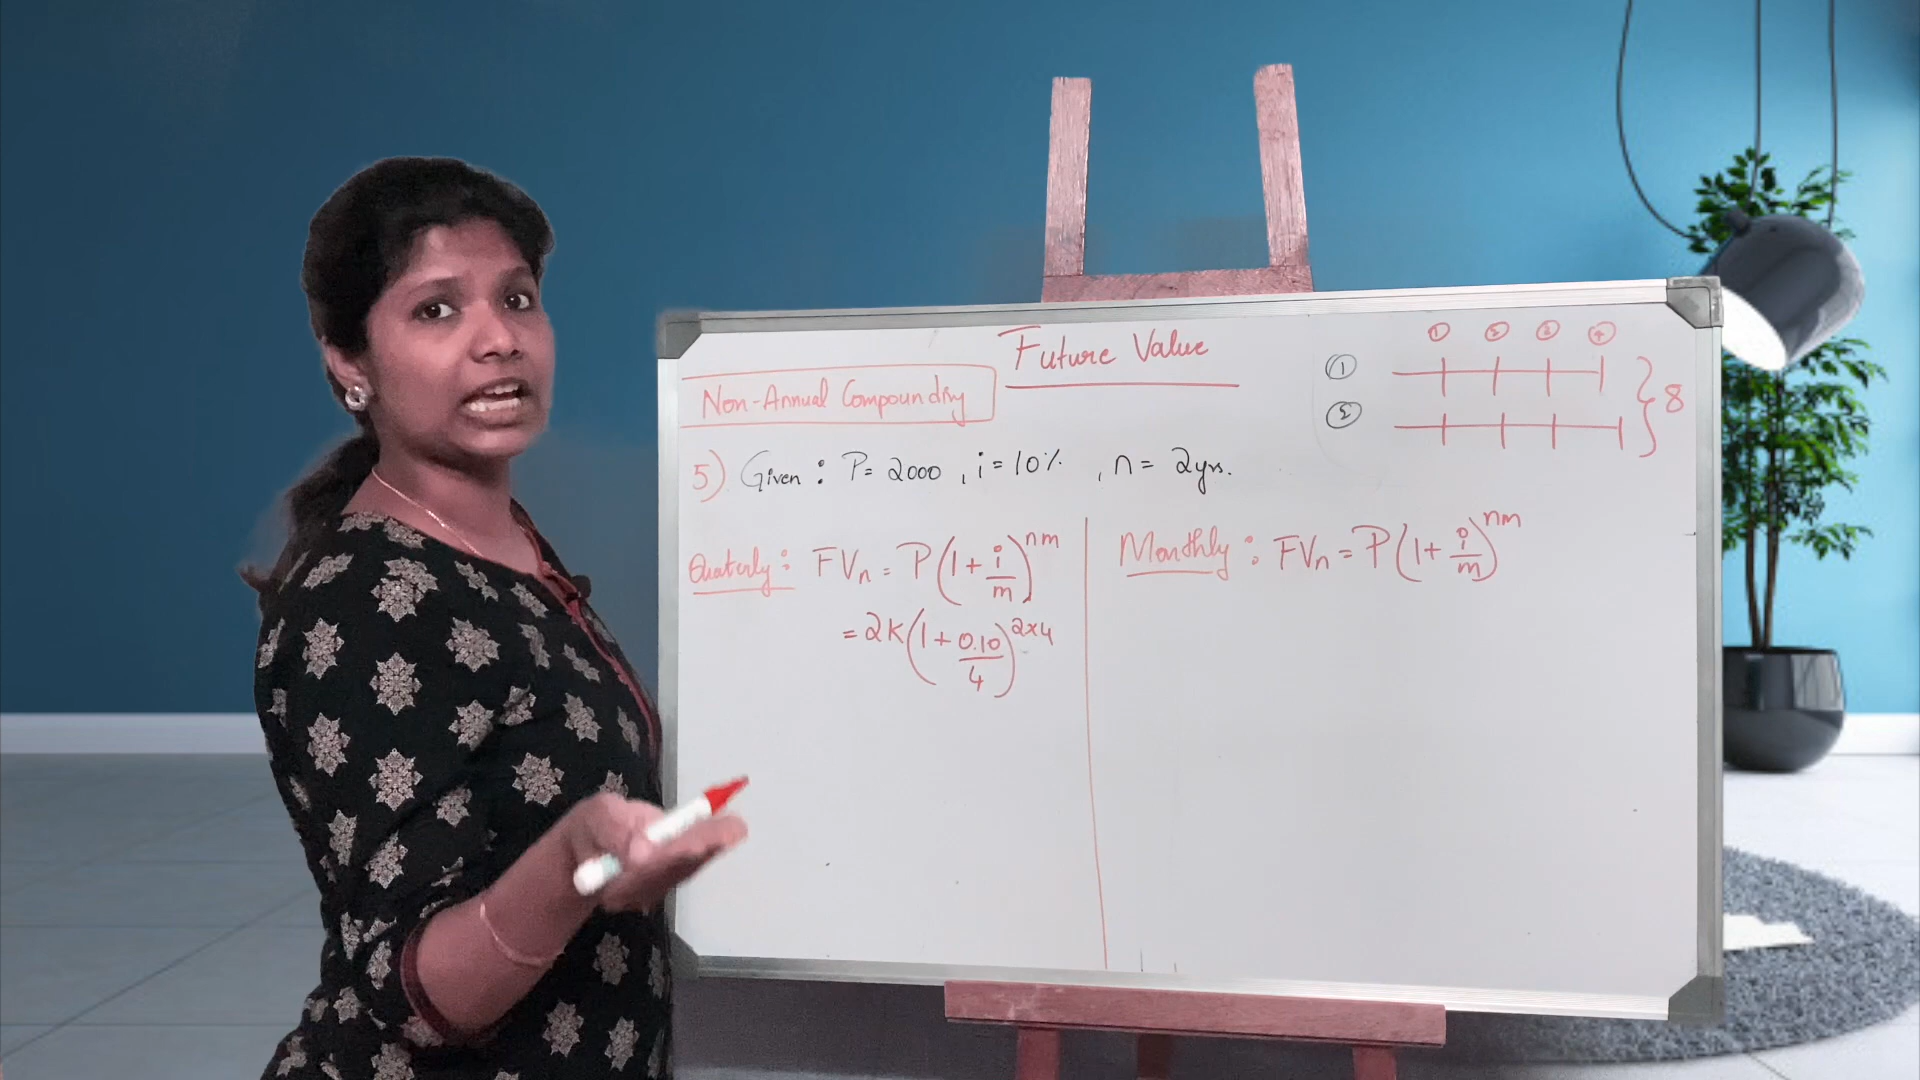 Future Value
Non-Annual Compounding
① ② ③ ④
①
② 8
5) Given : P= 2000 , i = 10% , n = 2yrs.
Quaterly : FVn = P(1 + i/m)^nm
= 2K(1 + 0.10/4)^2x4
Monthly : FVn = P(1 + i/m)^nm